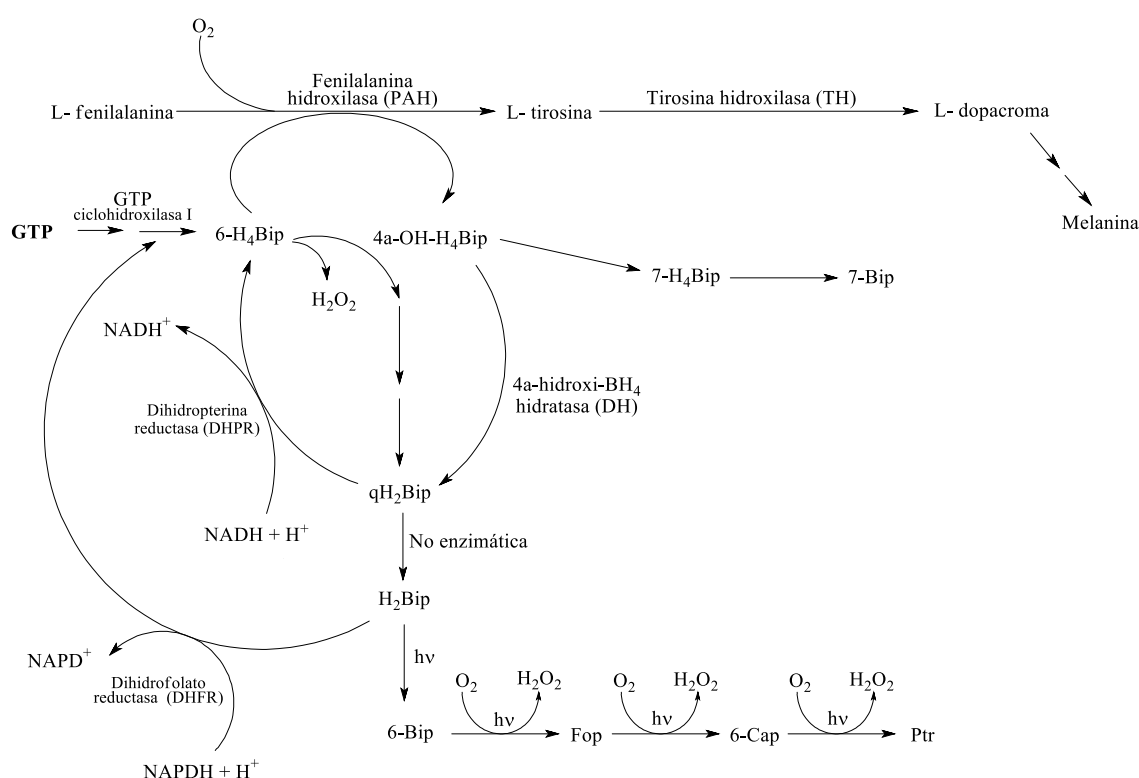 O₂
Fenilalanina
hidroxilasa (PAH)
L- fenilalanina
L- tirosina
Tirosina hidroxilasa (TH)
L- dopacroma
Melanina
GTP
GTP
ciclohidroxilasa I
6-H₄Bip
4a-OH-H₄Bip
H₂O₂
7-H₄Bip
7-Bip
NADH⁺
4a-hidroxi-BH₄
hidratasa (DH)
Dihidropterina
reductasa (DHPR)
qH₂Bip
NADH + H⁺
No enzimática
H₂Bip
NAPD⁺
Dihidrofolato
reductasa (DHFR)
hν
O₂
H₂O₂
O₂
H₂O₂
O₂
H₂O₂
hν
hν
hν
6-Bip
Fop
6-Cap
Ptr
NAPDH + H⁺